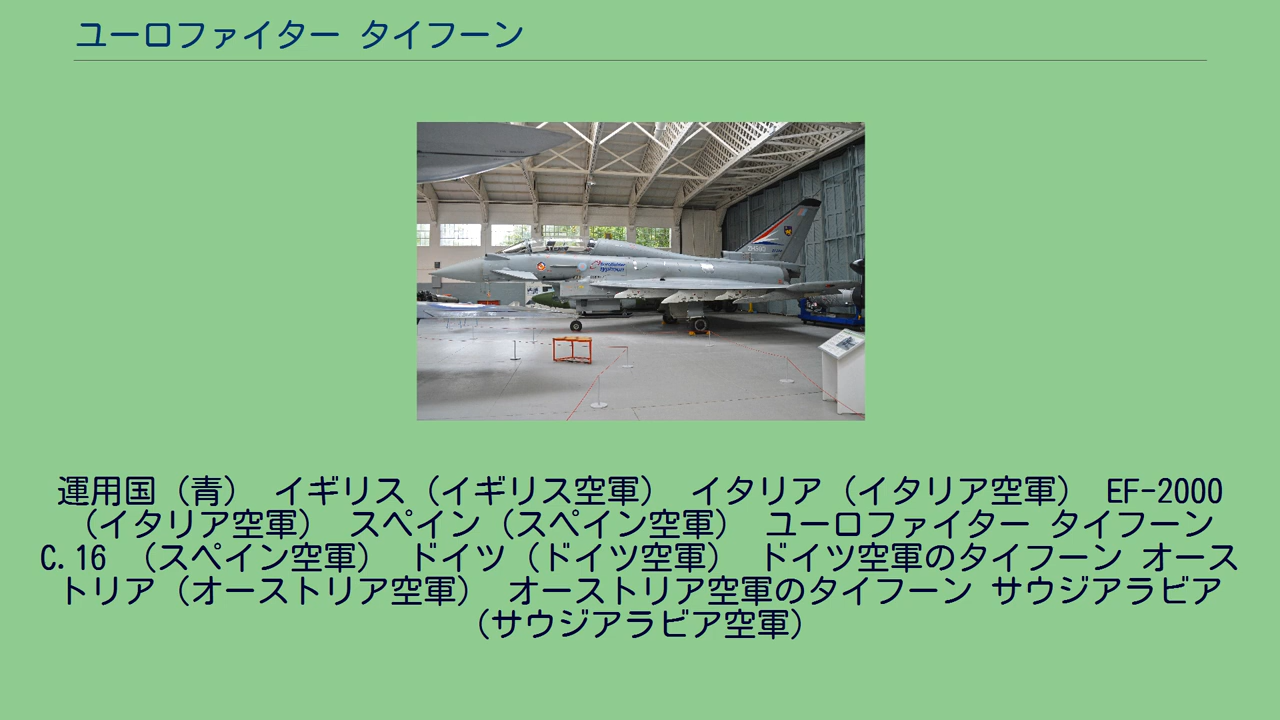 ユーロファイター タイフーン
運用国（青） イギリス（イギリス空軍） イタリア（イタリア空軍） EF-2000
（イタリア空軍） スペイン（スペイン空軍） ユーロファイター タイフーン
C.16 （スペイン空軍） ドイツ（ドイツ空軍） ドイツ空軍のタイフーン オース
トリア（オーストリア空軍） オーストリア空軍のタイフーン サウジアラビア
（サウジアラビア空軍）